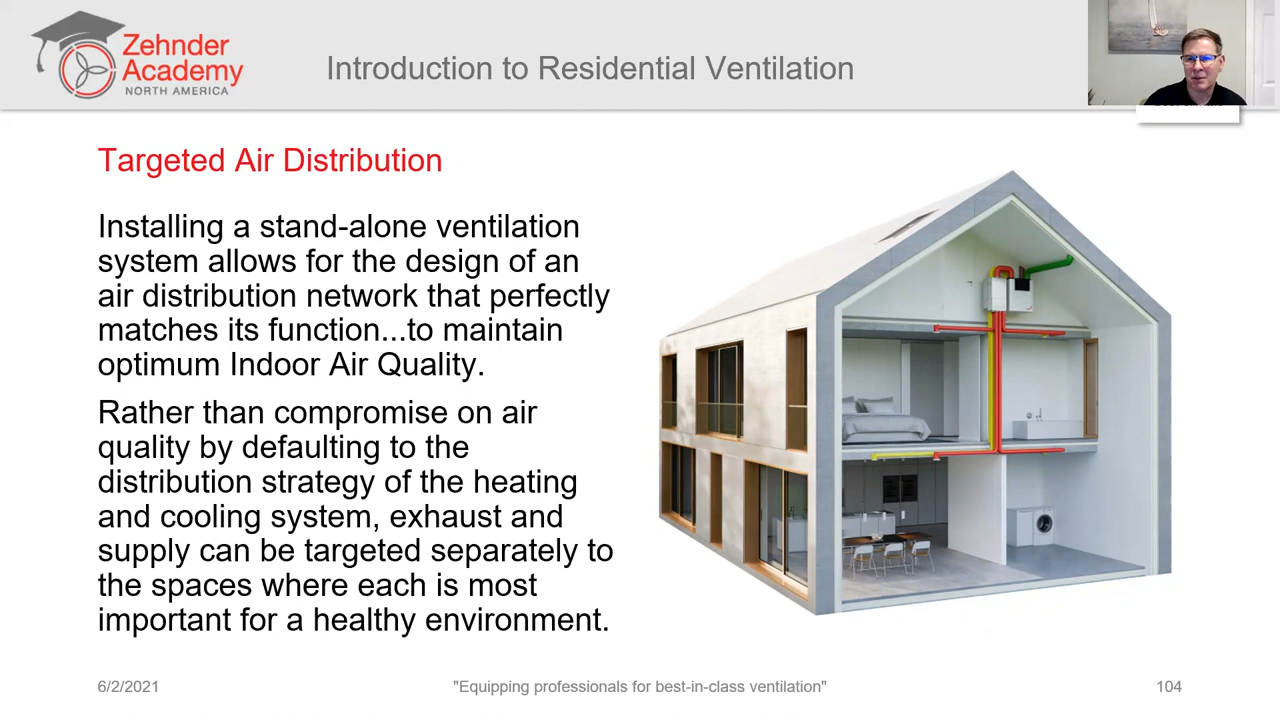 Zehnder
Academy
NORTH AMERICA
Introduction to Residential Ventilation
Targeted Air Distribution
Installing a stand-alone ventilation
system allows for the design of an
air distribution network that perfectly
matches its function...to maintain
optimum Indoor Air Quality.
Rather than compromise on air
quality by defaulting to the
distribution strategy of the heating
and cooling system, exhaust and
supply can be targeted separately to
the spaces where each is most
important for a healthy environment.
6/2/2021
"Equipping professionals for best-in-class ventilation"
104